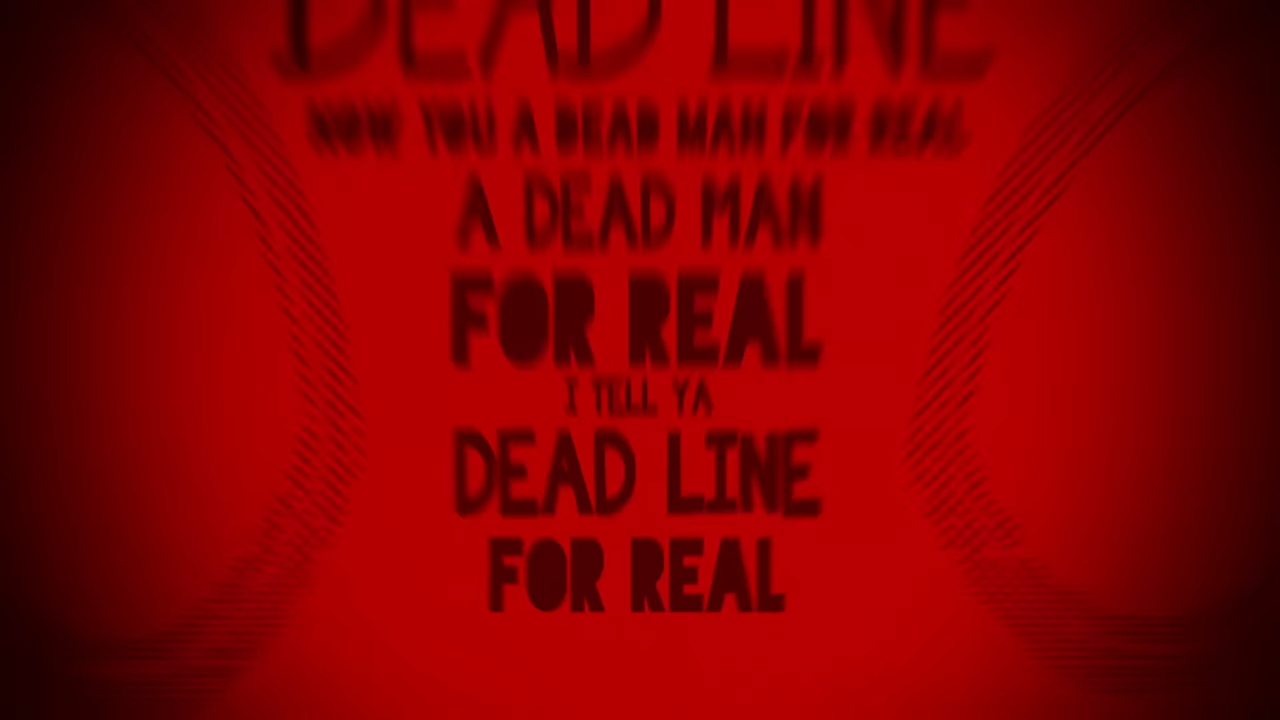 DEAD LINE
NOW YOU A DEAD MAN FOR REAL
A DEAD MAN
FOR REAL
I TELL YA
DEAD LINE
FOR REAL